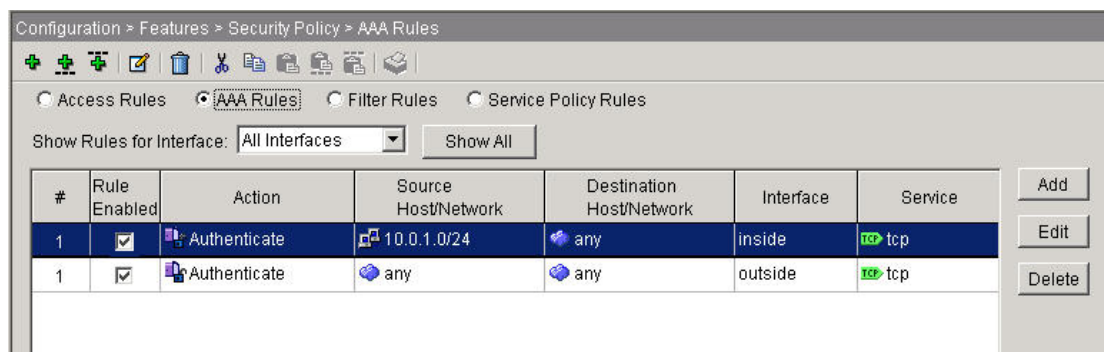 Configuration > Features > Security Policy > AAA Rules
Access Rules AAA Rules Filter Rules Service Policy Rules
Show Rules for Interface: All Interfaces Show All
# Rule Enabled Action Source Host/Network Destination Host/Network Interface Service
1 Authenticate 10.0.1.0/24 any inside TCP tcp
1 Authenticate any any outside TCP tcp
Add
Edit
Delete